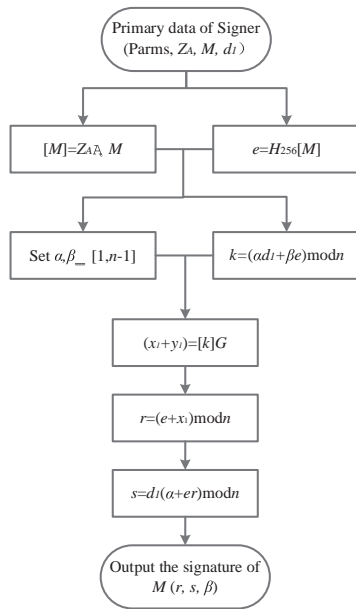 Primary data of Signer
(Parms, ZA, M, d1)
[M]=ZA M
e=H256[M]
Set α,β_ [1,n-1]
k=(αd1+βe)modn
(x1+y1)=[k]G
r=(e+x1)modn
s=d1(α+er)modn
Output the signature of
M (r, s, β)